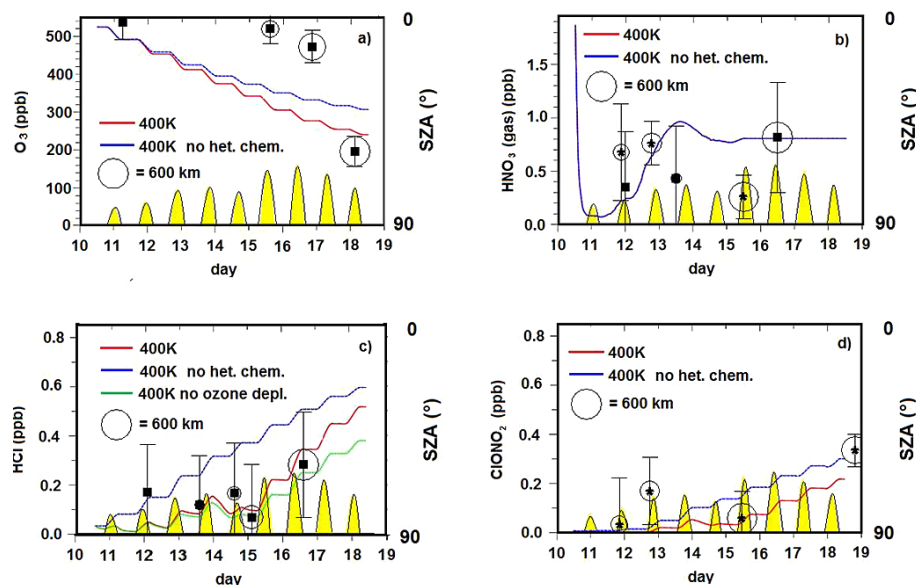 500
400
300
200
100
0
O3 (ppb)
a)
400K
400K no het. chem.
= 600 km
0
SZA (°)
90
10 11 12 13 14 15 16 17 18 19
day
1.5
1.0
0.5
0.0
HNO3 (gas) (ppb)
b)
400K
400K no het. chem.
= 600 km
0
SZA (°)
90
10 11 12 13 14 15 16 17 18 19
day
0.8
0.6
0.4
0.2
0.0
HCl (ppb)
c)
400K
400K no het. chem.
400K no ozone depl.
= 600 km
0
SZA (°)
90
10 11 12 13 14 15 16 17 18 19
day
0.8
0.6
0.4
0.2
0.0
ClONO2 (ppb)
d)
400K
400K no het. chem.
= 600 km
0
SZA (°)
90
10 11 12 13 14 15 16 17 18 19
day